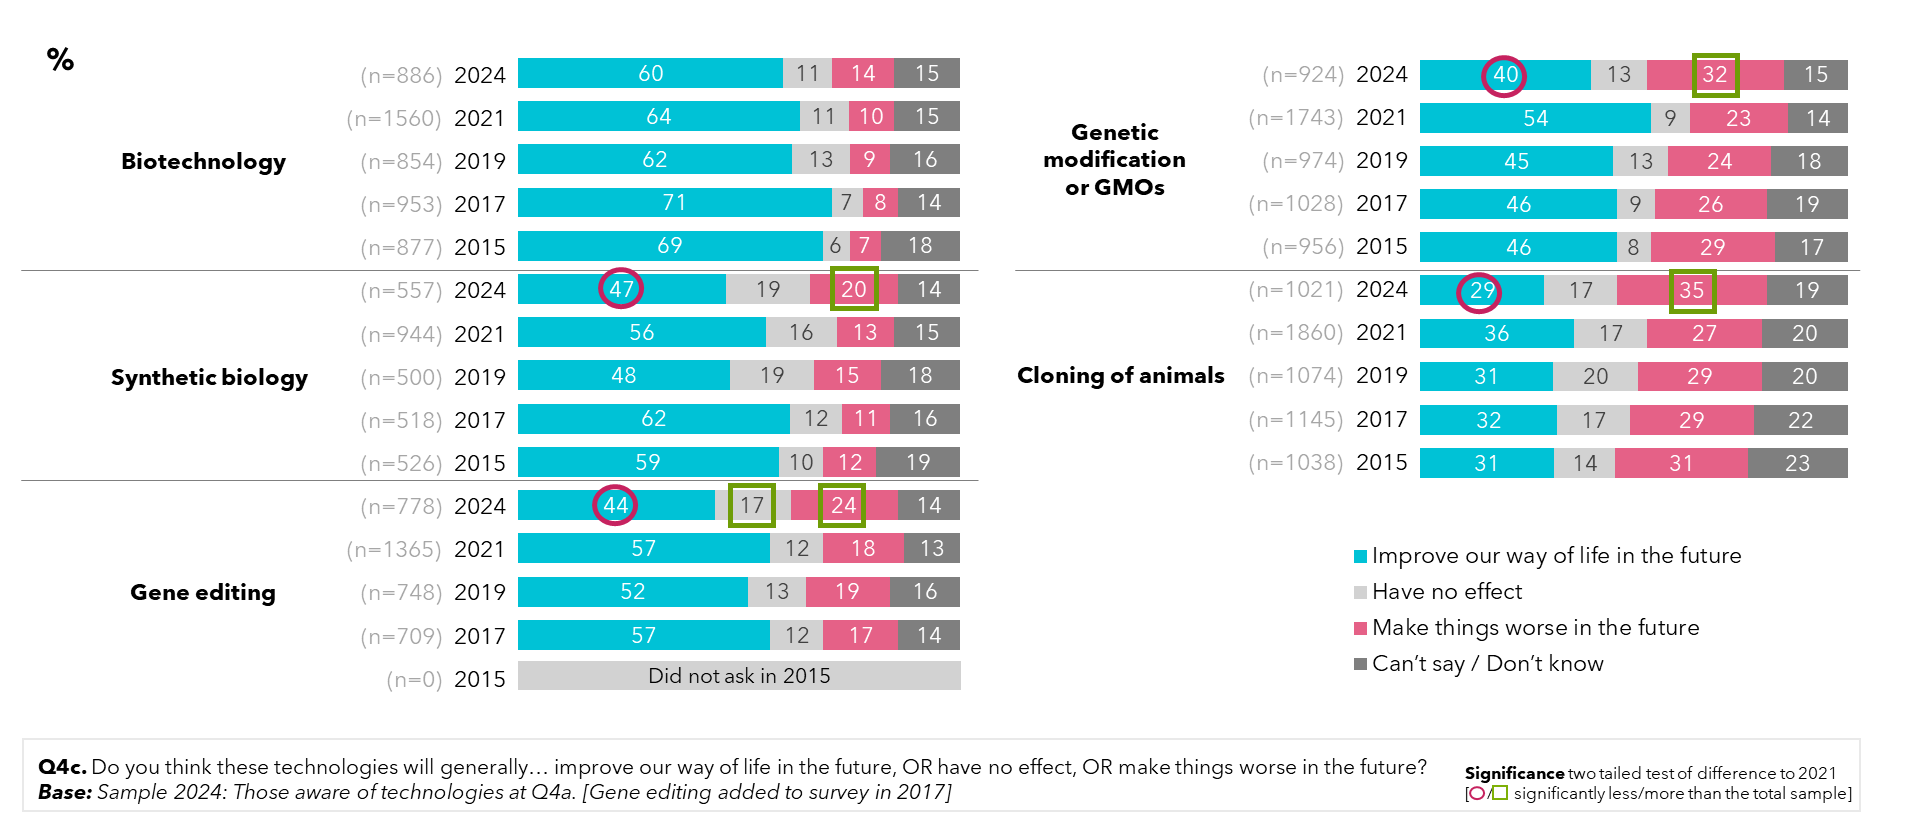 %
Biotechnology
(n=886) 2024 60 11 14 15
(n=1560) 2021 64 11 10 15
(n=854) 2019 62 13 9 16
(n=953) 2017 71 7 8 14
(n=877) 2015 69 6 7 18
Synthetic biology
(n=557) 2024 47 19 20 14
(n=944) 2021 56 16 13 15
(n=500) 2019 48 19 15 18
(n=518) 2017 62 12 11 16
(n=526) 2015 59 10 12 19
Gene editing
(n=778) 2024 44 17 24 14
(n=1365) 2021 57 12 18 13
(n=748) 2019 52 13 19 16
(n=709) 2017 57 12 17 14
(n=0) 2015 Did not ask in 2015
Genetic
modification
or GMOs
(n=924) 2024 40 13 32 15
(n=1743) 2021 54 9 23 14
(n=974) 2019 45 13 24 18
(n=1028) 2017 46 9 26 19
(n=956) 2015 46 8 29 17
Cloning of animals
(n=1021) 2024 29 17 35 19
(n=1860) 2021 36 17 27 20
(n=1074) 2019 31 20 29 20
(n=1145) 2017 32 17 29 22
(n=1038) 2015 31 14 31 23
Improve our way of life in the future
Have no effect
Make things worse in the future
Can't say / Don't know
Q4c. Do you think these technologies will generally… improve our way of life in the future, OR have no effect, OR make things worse in the future?
Base: Sample 2024: Those aware of technologies at Q4a. [Gene editing added to survey in 2017]
Significance two tailed test of difference to 2021
[○/□ significantly less/more than the total sample]